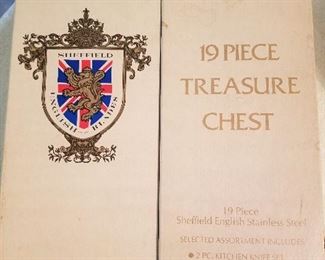 SHEFFIELD
ENGLISH BLADES
19 PIECE
TREASURE
CHEST
19 Piece
Sheffield English Stainless Steel
SELECTED ASSORTMENT INCLUDES
● 2 PC. KITCHEN KNIFE SET